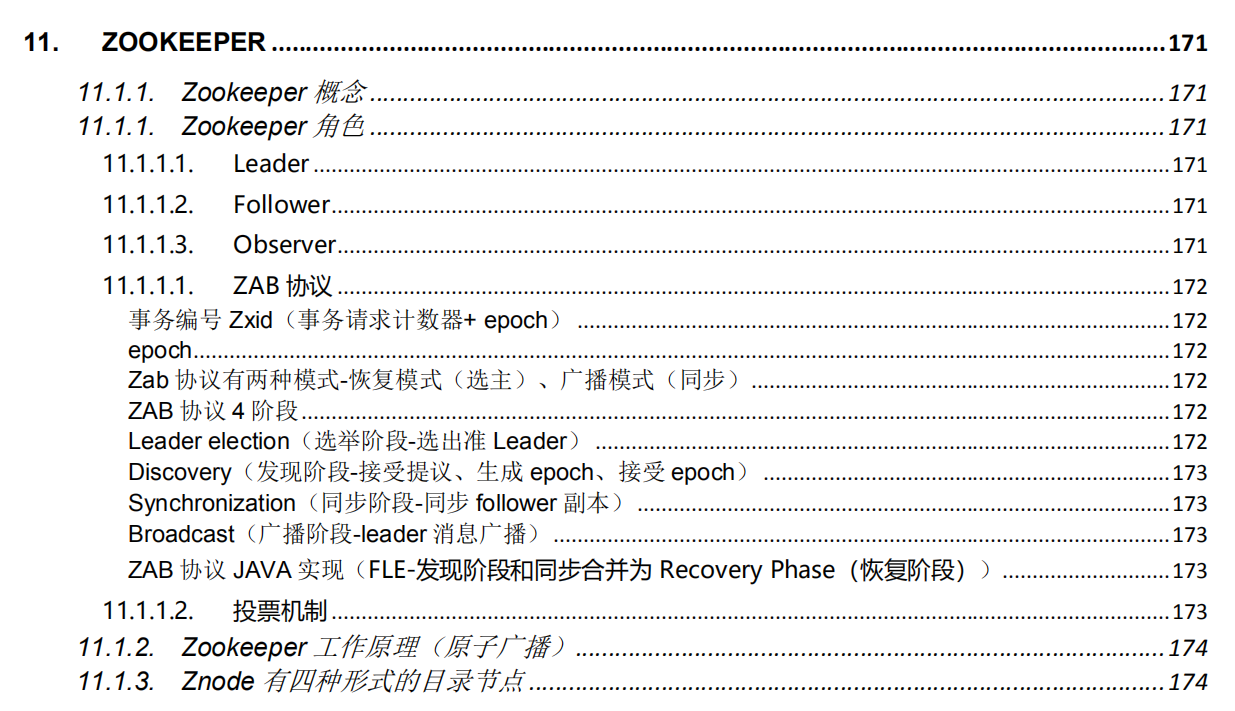 11. ZOOKEEPER ........ 171
11.1.1. Zookeeper 概念 ........ 171
11.1.1. Zookeeper 角色 ........ 171
11.1.1.1. Leader ........ 171
11.1.1.2. Follower ........ 171
11.1.1.3. Observer ........ 171
11.1.1.1. ZAB 协议 ........ 172
事务编号 Zxid（事务请求计数器+ epoch） ........ 172
epoch ........ 172
Zab 协议有两种模式-恢复模式（选主）、广播模式（同步） ........ 172
ZAB 协议 4 阶段 ........ 172
Leader election（选举阶段-选出准 Leader） ........ 172
Discovery（发现阶段-接受提议、生成 epoch、接受 epoch） ........ 173
Synchronization（同步阶段-同步 follower 副本） ........ 173
Broadcast（广播阶段-leader 消息广播） ........ 173
ZAB 协议 JAVA 实现（FLE-发现阶段和同步合并为 Recovery Phase（恢复阶段）） ........ 173
11.1.1.2. 投票机制 ........ 173
11.1.2. Zookeeper 工作原理（原子广播） ........ 174
11.1.3. Znode 有四种形式的目录节点 ........ 174